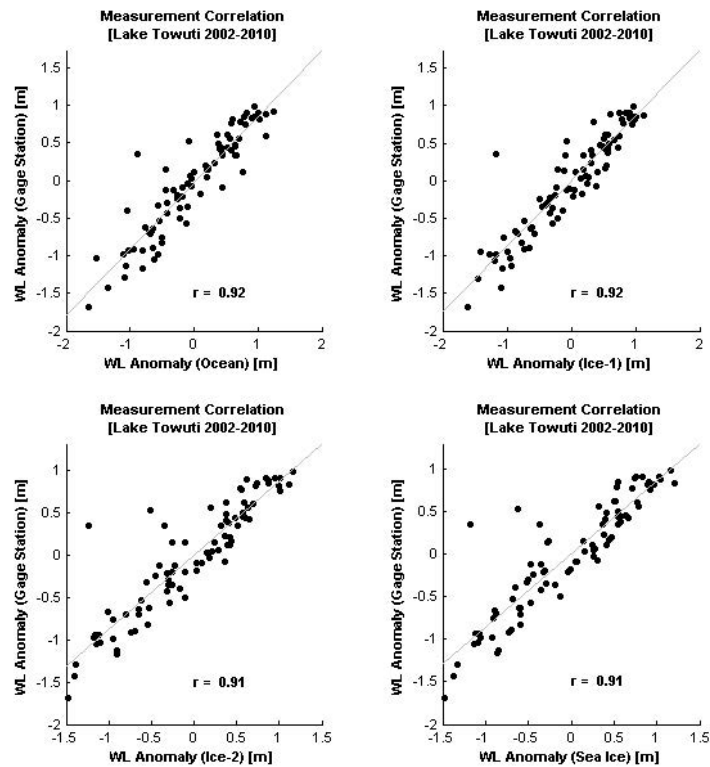 Measurement Correlation
[Lake Towuti 2002-2010]
WL Anomaly (Gage Station) [m]
1
0.5
0
-0.5
-1
-1.5
-2
r = 0.92
-2
-1
0
1
2
WL Anomaly (Ocean) [m]
Measurement Correlation
[Lake Towuti 2002-2010]
WL Anomaly (Gage Station) [m]
1
0.5
0
-0.5
-1
-1.5
-2
r = 0.92
-2
-1
0
1
2
WL Anomaly (Ice-1) [m]
Measurement Correlation
[Lake Towuti 2002-2010]
WL Anomaly (Gage Station) [m]
1
0.5
0
-0.5
-1
-1.5
-2
r = 0.91
-1.5
-1
-0.5
0
0.5
1
1.5
WL Anomaly (Ice-2) [m]
Measurement Correlation
[Lake Towuti 2002-2010]
WL Anomaly (Gage Station) [m]
1
0.5
0
-0.5
-1
-1.5
-2
r = 0.91
-1.5
-1
-0.5
0
0.5
1
1.5
WL Anomaly (Sea Ice) [m]